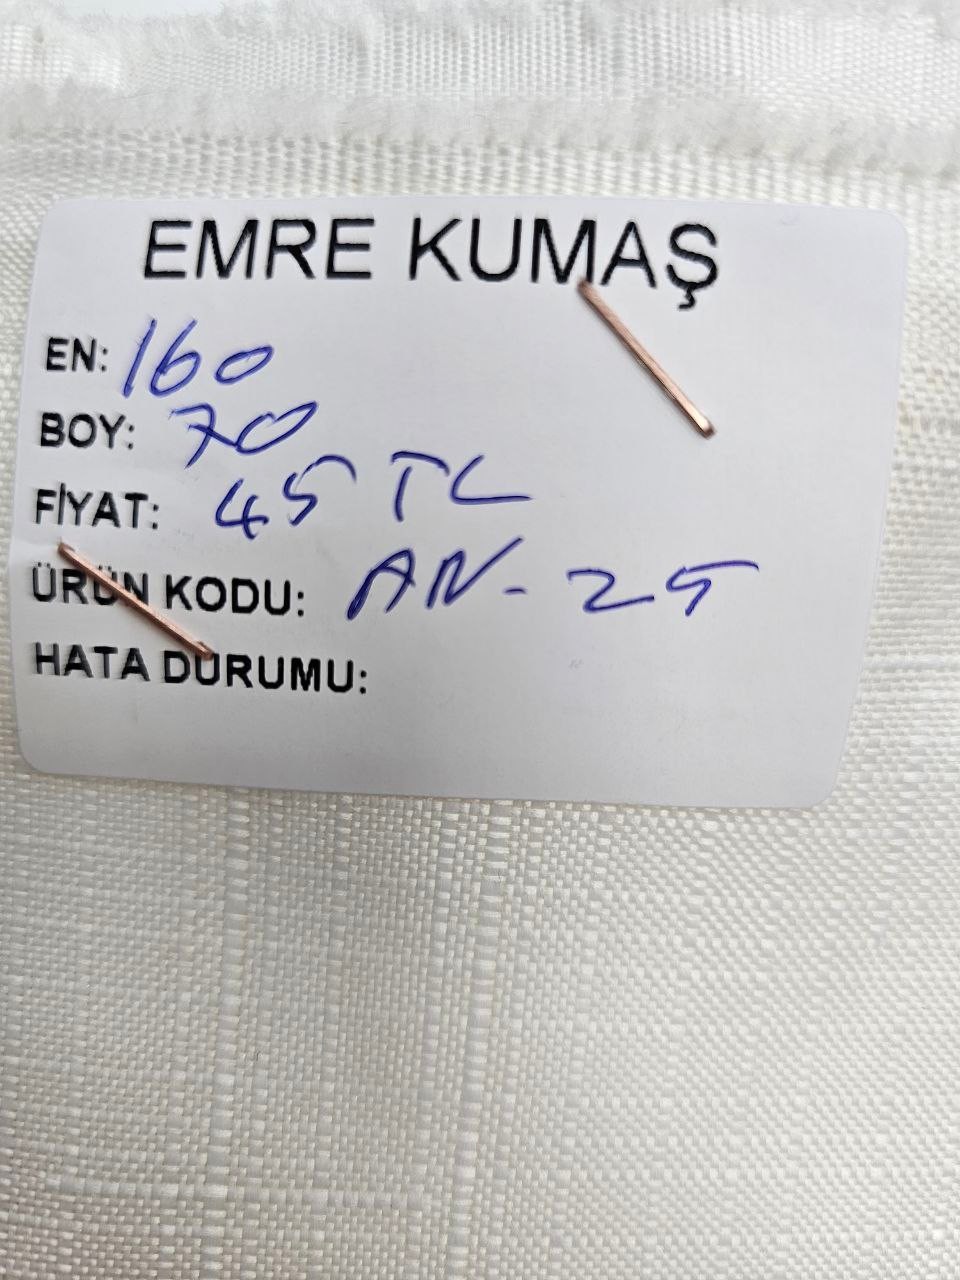 EMRE KUMAŞ
EN: 160
BOY: 70
FİYAT: 45 TL
ÜRÜN KODU: AN-25
HATA DURUMU: